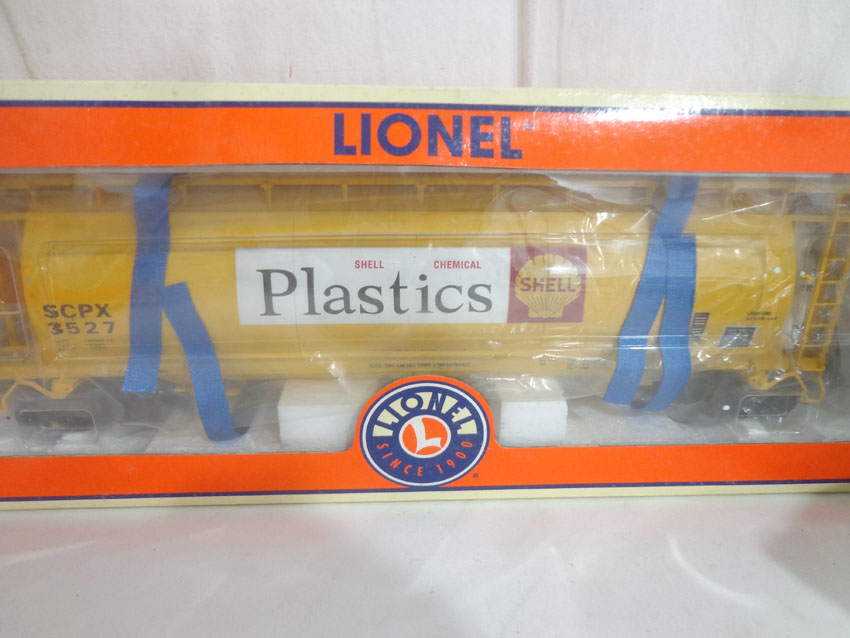 LIONEL
SHELL CHEMICAL
Plastics
SHELL
SCPX
3527
LIONEL
L
SINCE 1900